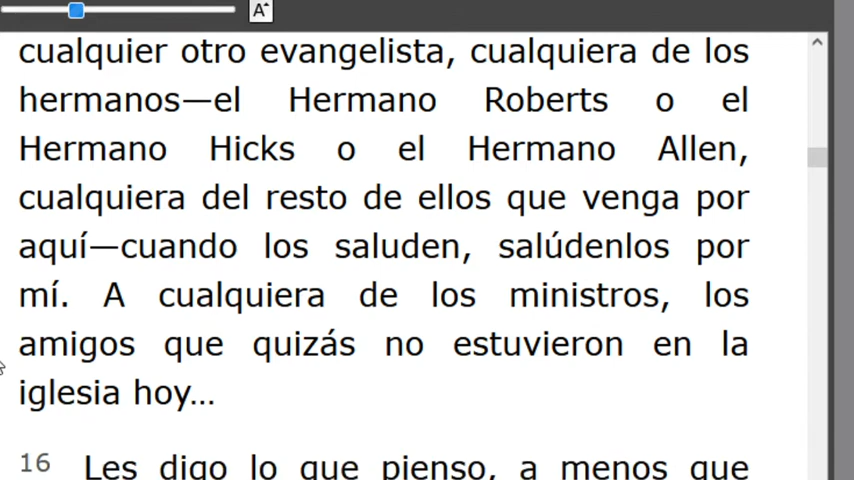 A
cualquier otro evangelista, cualquiera de los
hermanos—el Hermano Roberts o el
Hermano Hicks o el Hermano Allen,
cualquiera del resto de ellos que venga por
aquí—cuando los saluden, salúdenlos por
mí. A cualquiera de los ministros, los
amigos que quizás no estuvieron en la
iglesia hoy...
16 Les digo lo que pienso, a menos que